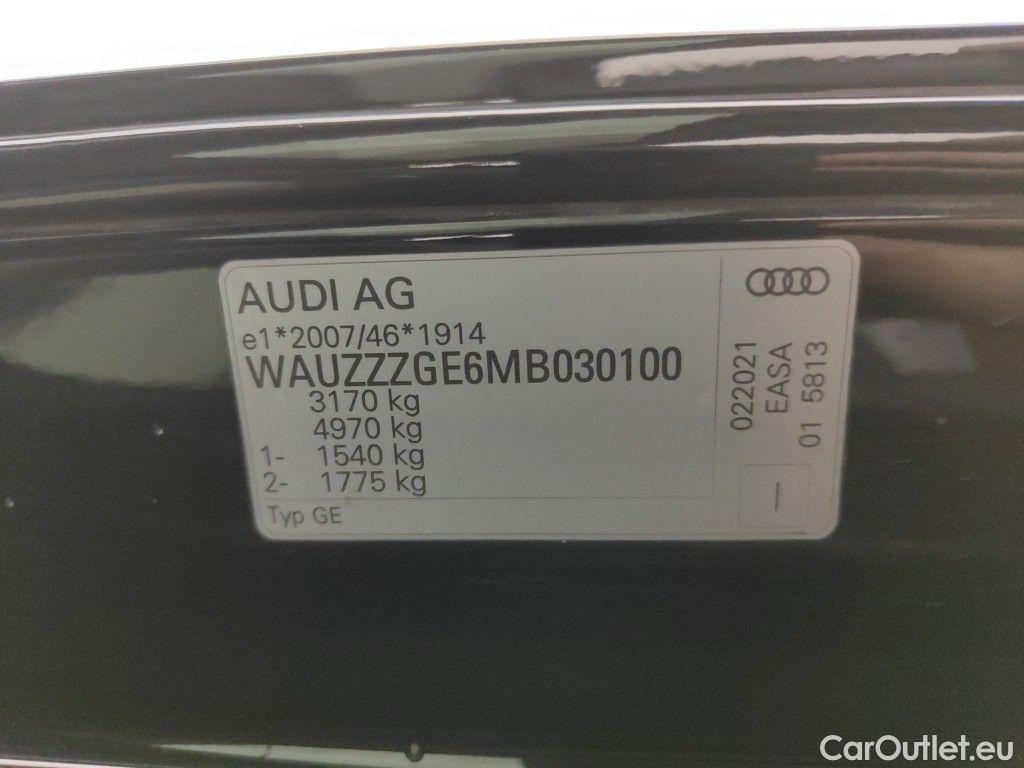 AUDI AG
e1*2007/46*1914
WAUZZZGE6MB030100
3170 kg
4970 kg
1- 1540 kg
2- 1775 kg
Typ GE
022021
EASA
01 5813
CarOutlet.eu